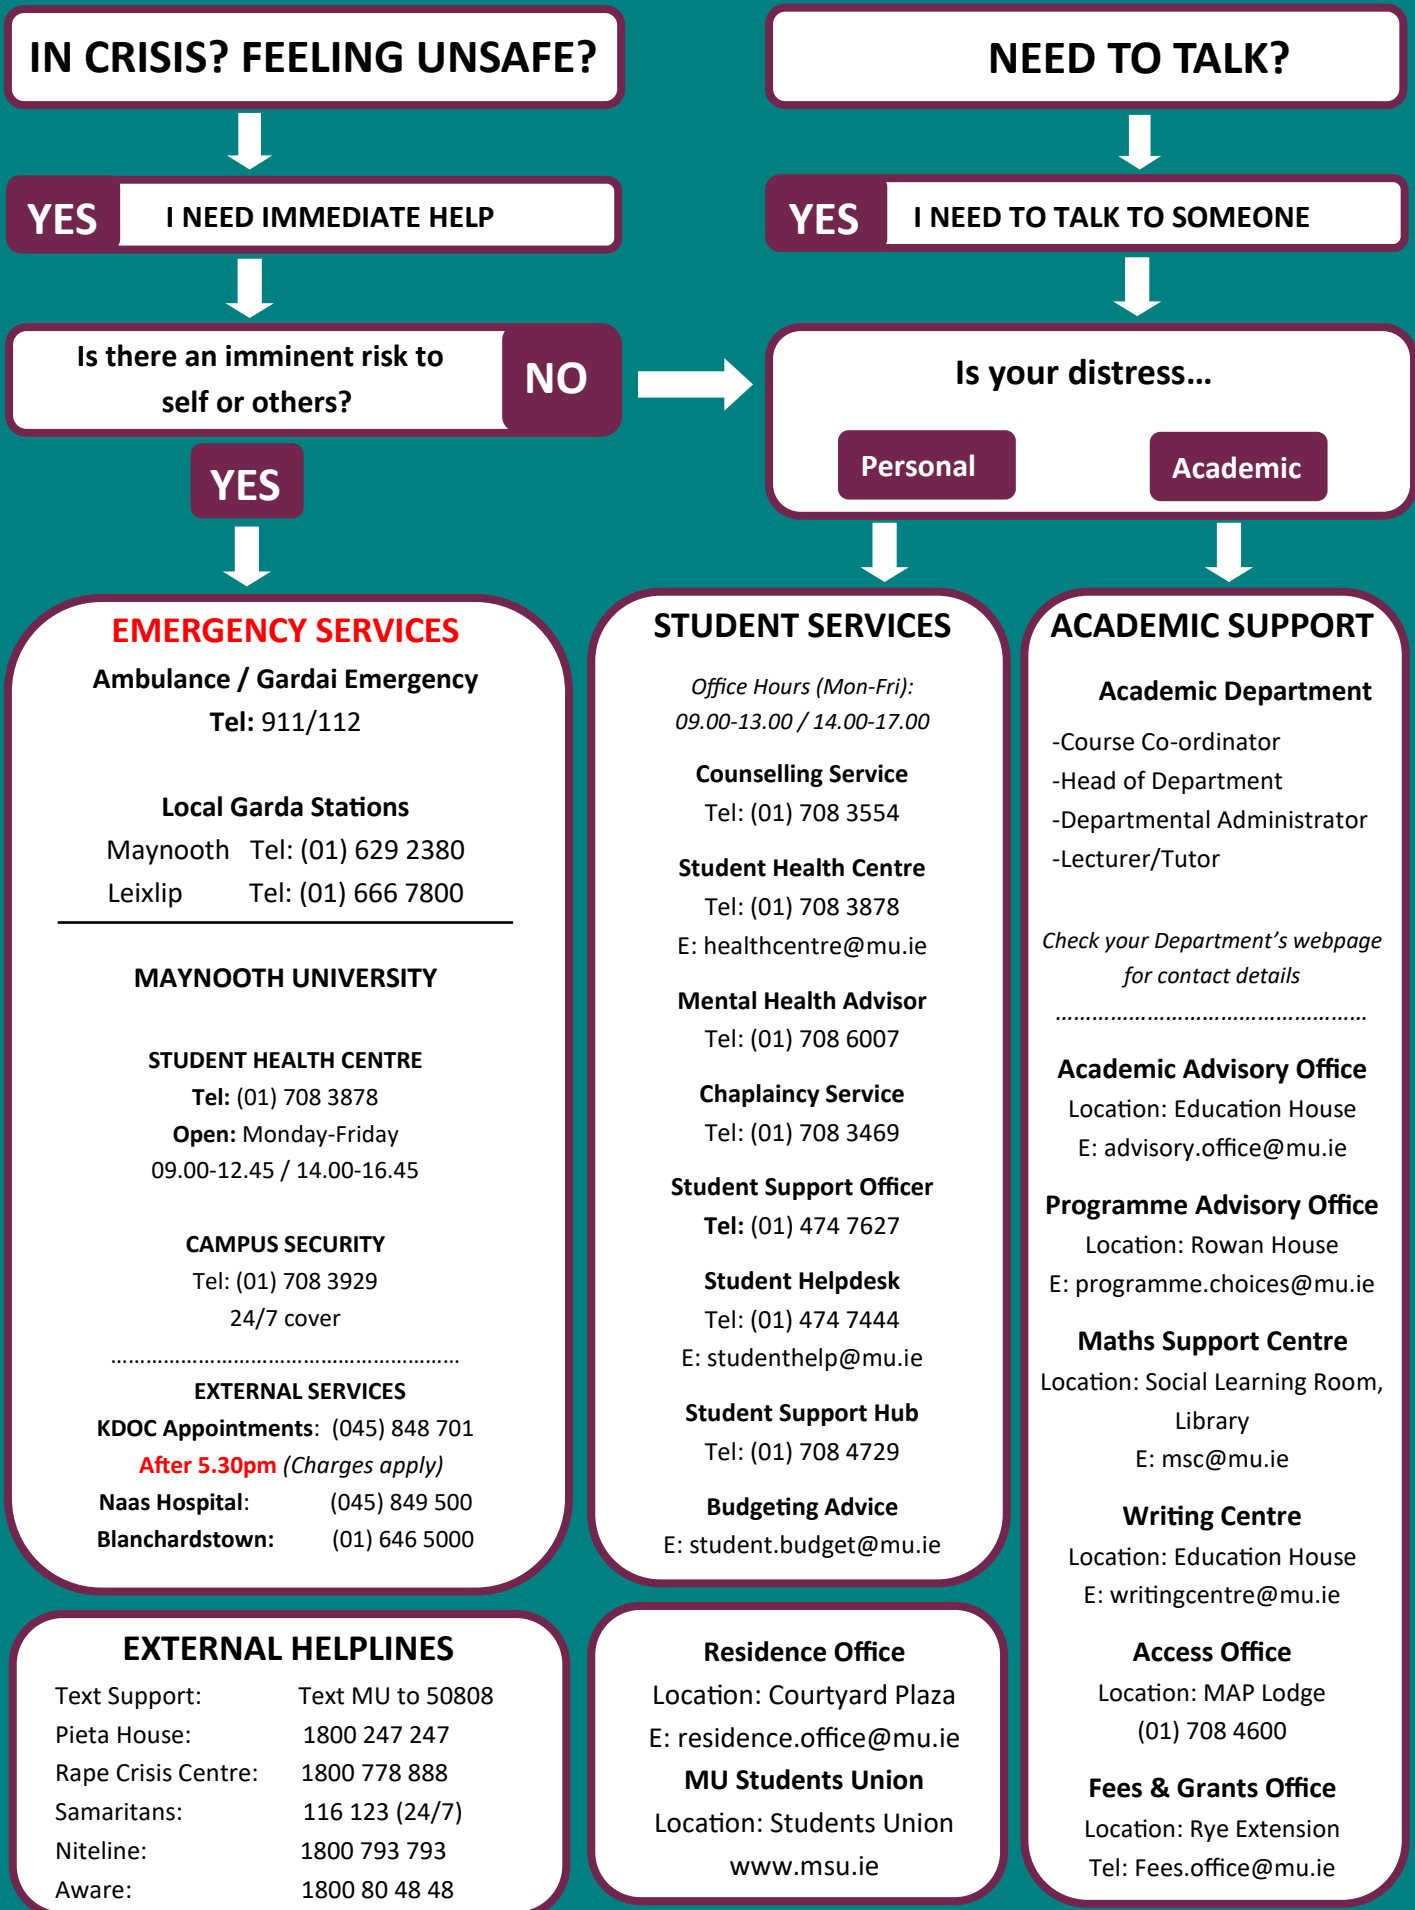 IN CRISIS? FEELING UNSAFE?
YES
I NEED IMMEDIATE HELP
Is there an imminent risk to
self or others?
NO
YES
NEED TO TALK?
YES
I NEED TO TALK TO SOMEONE
Is your distress...
Personal
Academic
EMERGENCY SERVICES
Ambulance / Gardai Emergency
Tel: 911/112
Local Garda Stations
Maynooth Tel: (01) 629 2380
Leixlip Tel: (01) 666 7800
MAYNOOTH UNIVERSITY
STUDENT HEALTH CENTRE
Tel: (01) 708 3878
Open: Monday-Friday
09.00-12.45 / 14.00-16.45
CAMPUS SECURITY
Tel: (01) 708 3929
24/7 cover
……………………………………………………
EXTERNAL SERVICES
KDOC Appointments: (045) 848 701
After 5.30pm (Charges apply)
Naas Hospital: (045) 849 500
Blanchardstown: (01) 646 5000
EXTERNAL HELPLINES
Text Support: Text MU to 50808
Pieta House: 1800 247 247
Rape Crisis Centre: 1800 778 888
Samaritans: 116 123 (24/7)
Niteline: 1800 793 793
Aware: 1800 80 48 48
STUDENT SERVICES
Office Hours (Mon-Fri):
09.00-13.00 / 14.00-17.00
Counselling Service
Tel: (01) 708 3554
Student Health Centre
Tel: (01) 708 3878
E: healthcentre@mu.ie
Mental Health Advisor
Tel: (01) 708 6007
Chaplaincy Service
Tel: (01) 708 3469
Student Support Officer
Tel: (01) 474 7627
Student Helpdesk
Tel: (01) 474 7444
E: studenthelp@mu.ie
Student Support Hub
Tel: (01) 708 4729
Budgeting Advice
E: student.budget@mu.ie
Residence Office
Location: Courtyard Plaza
E: residence.office@mu.ie
MU Students Union
Location: Students Union
www.msu.ie
ACADEMIC SUPPORT
Academic Department
-Course Co-ordinator
-Head of Department
-Departmental Administrator
-Lecturer/Tutor
Check your Department’s webpage
for contact details
……………………………………………
Academic Advisory Office
Location: Education House
E: advisory.office@mu.ie
Programme Advisory Office
Location: Rowan House
E: programme.choices@mu.ie
Maths Support Centre
Location: Social Learning Room,
Library
E: msc@mu.ie
Writing Centre
Location: Education House
E: writingcentre@mu.ie
Access Office
Location: MAP Lodge
(01) 708 4600
Fees & Grants Office
Location: Rye Extension
Tel: Fees.office@mu.ie